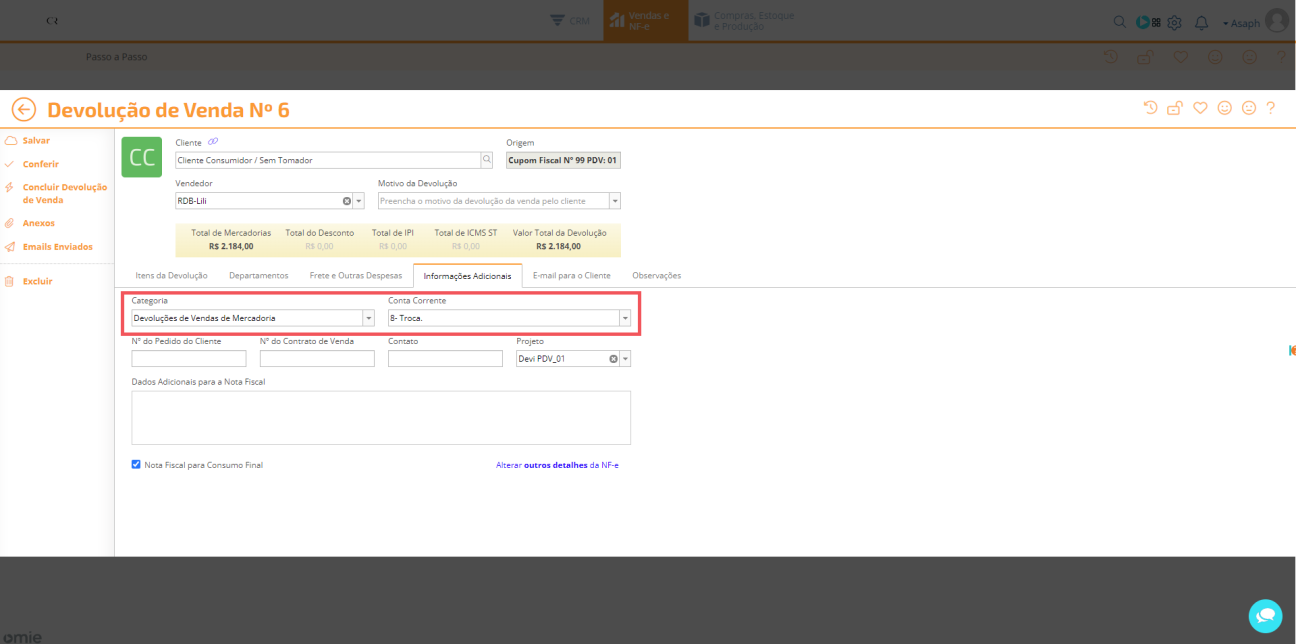 CR
CRM
Vendas e
NF-e
Compras, Estoque
e Produção
Asaph
Passo a Passo
?
Devolução de Venda Nº 6
?
Salvar
Conferir
Concluir Devolução
de Venda
Anexos
Emails Enviados
Excluir
CC
Cliente
Origem
Cliente Consumidor / Sem Tomador
Cupom Fiscal N° 99 PDV: 01
Vendedor
Motivo da Devolução
RDB-Lili
Preencha o motivo da devolução da venda pelo cliente
Total de Mercadorias
Total do Desconto
Total de IPI
Total de ICMS ST
Valor Total da Devolução
R$ 2.184,00
R$ 0,00
R$ 0,00
R$ 0,00
R$ 2.184,00
Itens da Devolução
Departamentos
Frete e Outras Despesas
Informações Adicionais
E-mail para o Cliente
Observações
Categoria
Conta Corrente
Devoluções de Vendas de Mercadoria
8- Troca.
N° do Pedido do Cliente
N° do Contrato de Venda
Contato
Projeto
Devi PDV_01
Dados Adicionais para a Nota Fiscal
Nota Fiscal para Consumo Final
Alterar outros detalhes da NF-e
omie